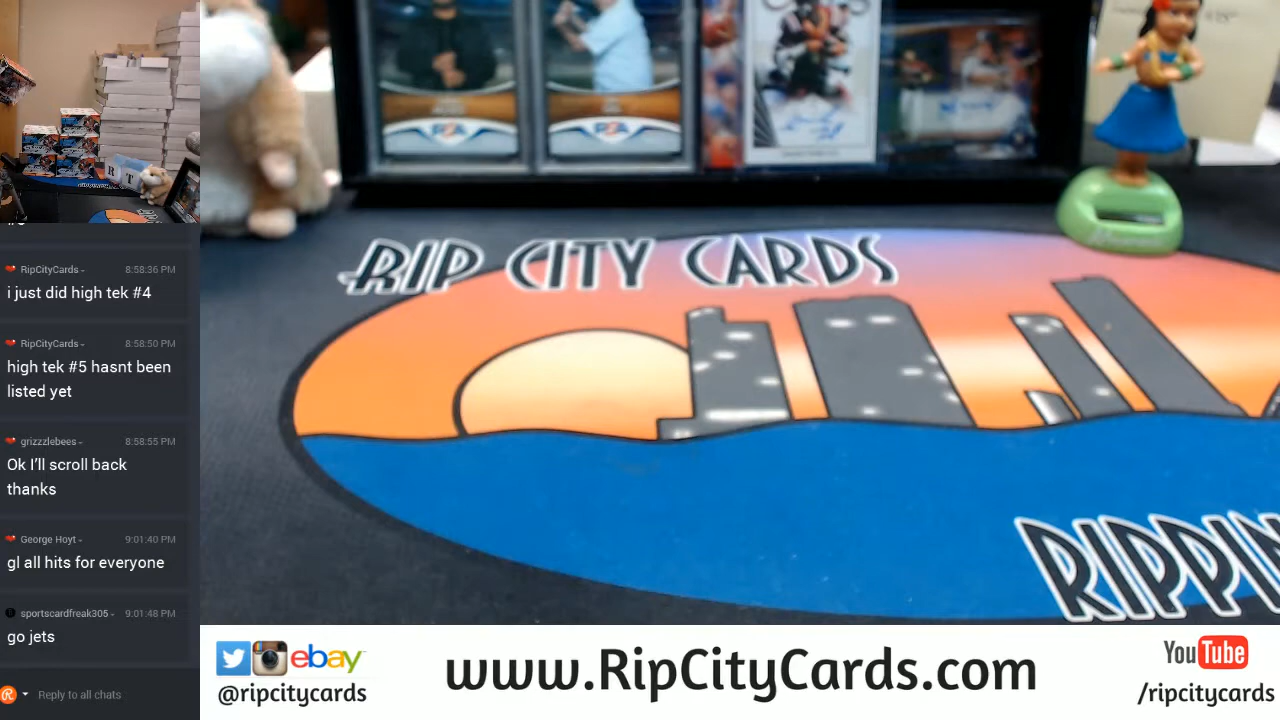 RipCityCards 8:58:36 PM
i just did high tek #4
RipCityCards 8:58:50 PM
high tek #5 hasnt been
listed yet
grizzzlebees 8:58:55 PM
Ok I'll scroll back
thanks
George Hoyt 9:01:40 PM
gl all hits for everyone
sportscardfreak305 9:01:48 PM
go jets
Reply to all chats
RIP CITY CARDS
RIPPIN
ebay
@ripcitycards
www.RipCityCards.com
YouTube
/ripcitycards